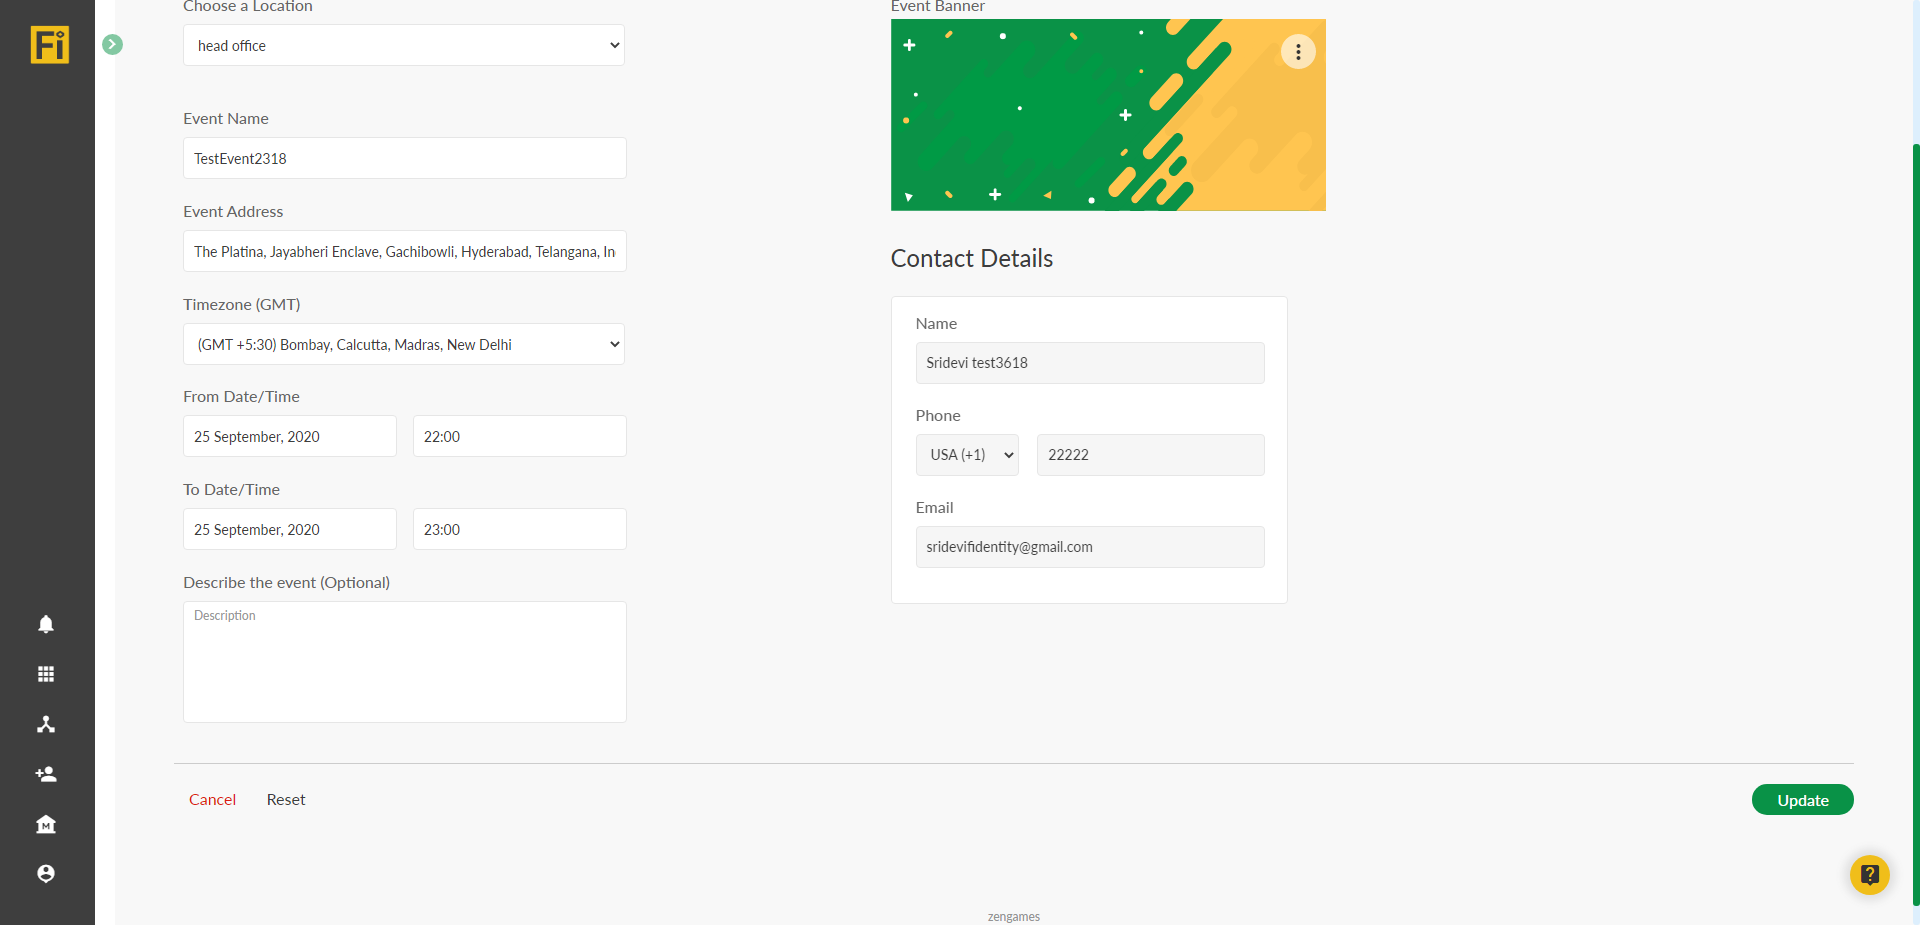 Fi
Choose a Location
head office
Event Name
TestEvent2318
Event Address
The Platina, Jayabheri Enclave, Gachibowli, Hyderabad, Telangana, In
Timezone (GMT)
(GMT +5:30) Bombay, Calcutta, Madras, New Delhi
From Date/Time
25 September, 2020 22:00
To Date/Time
25 September, 2020 23:00
Describe the event (Optional)
Description
Event Banner
Contact Details
Name
Sridevi test3618
Phone
USA (+1) 22222
Email
sridevifidentity@gmail.com
Cancel Reset Update
M
?
zengames